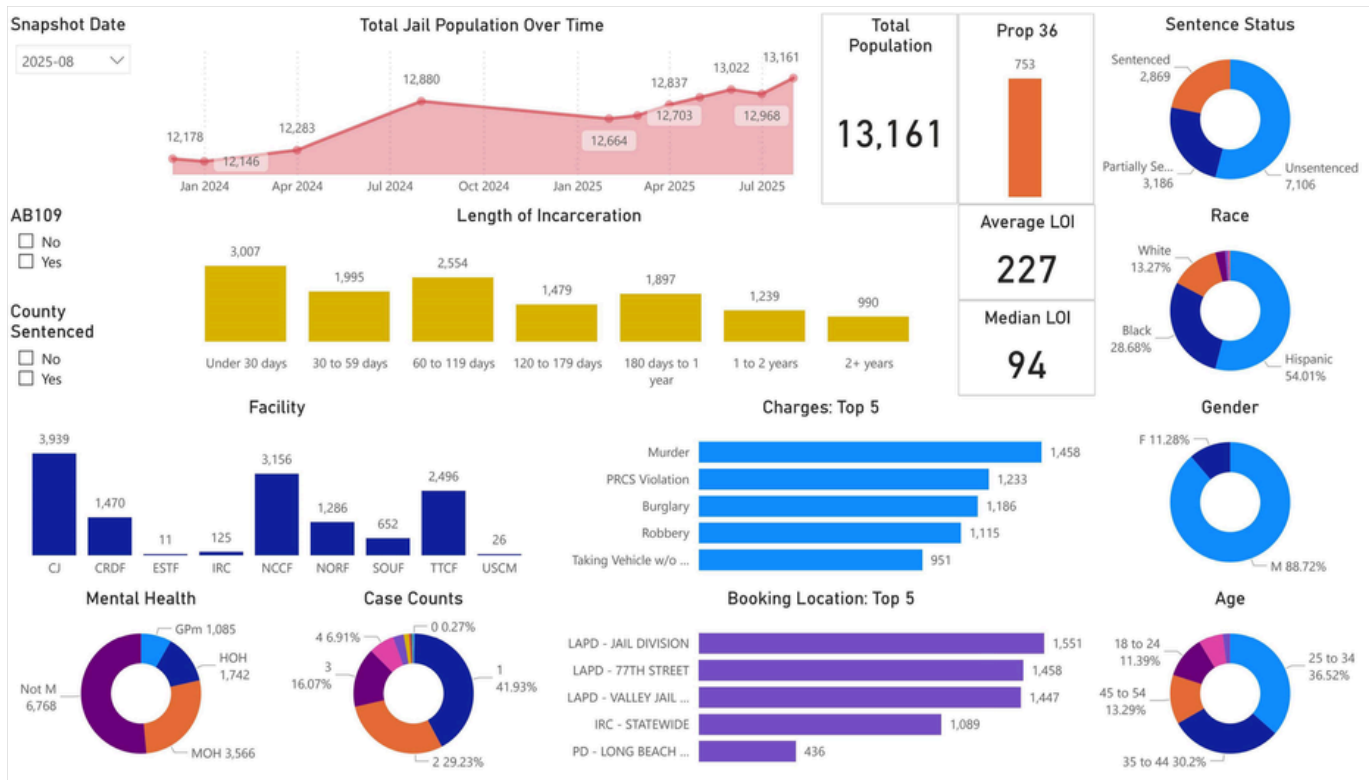 Snapshot Date
2025-08
Total Jail Population Over Time
12,178
12,146
12,283
12,880
12,664
12,837
12,703
13,022
12,968
13,161
Jan 2024
Apr 2024
Jul 2024
Oct 2024
Jan 2025
Apr 2025
Jul 2025
Total
Population
13,161
Prop 36
753
Sentence Status
Sentenced
2,869
Partially Se...
3,186
Unsentenced
7,106
AB109
No
Yes
County
Sentenced
No
Yes
Length of Incarceration
3,007
1,995
2,554
1,479
1,897
1,239
990
Under 30 days
30 to 59 days
60 to 119 days
120 to 179 days
180 days to 1
year
1 to 2 years
2+ years
Average LOI
227
Median LOI
94
Race
White
13.27%
Black
28.68%
Hispanic
54.01%
Facility
3,939
1,470
11
125
3,156
1,286
652
2,496
26
CJ
CRDF
ESTF
IRC
NCCF
NORF
SOUF
TTCF
USCM
Charges: Top 5
Murder
1,458
PRCS Violation
1,233
Burglary
1,186
Robbery
1,115
Taking Vehicle w/o ...
951
Gender
F 11.28%
M 88.72%
Mental Health
GPm 1,085
HOH
1,742
Not M
6,768
MOH 3,566
Case Counts
0 0.27%
4 6.91%
3
16.07%
1
41.93%
2 29.23%
Booking Location: Top 5
LAPD - JAIL DIVISION
1,551
LAPD - 77TH STREET
1,458
LAPD - VALLEY JAIL ...
1,447
IRC - STATEWIDE
1,089
PD - LONG BEACH ...
436
Age
18 to 24
11.39%
25 to 34
36.52%
45 to 54
13.29%
35 to 44 30.2%